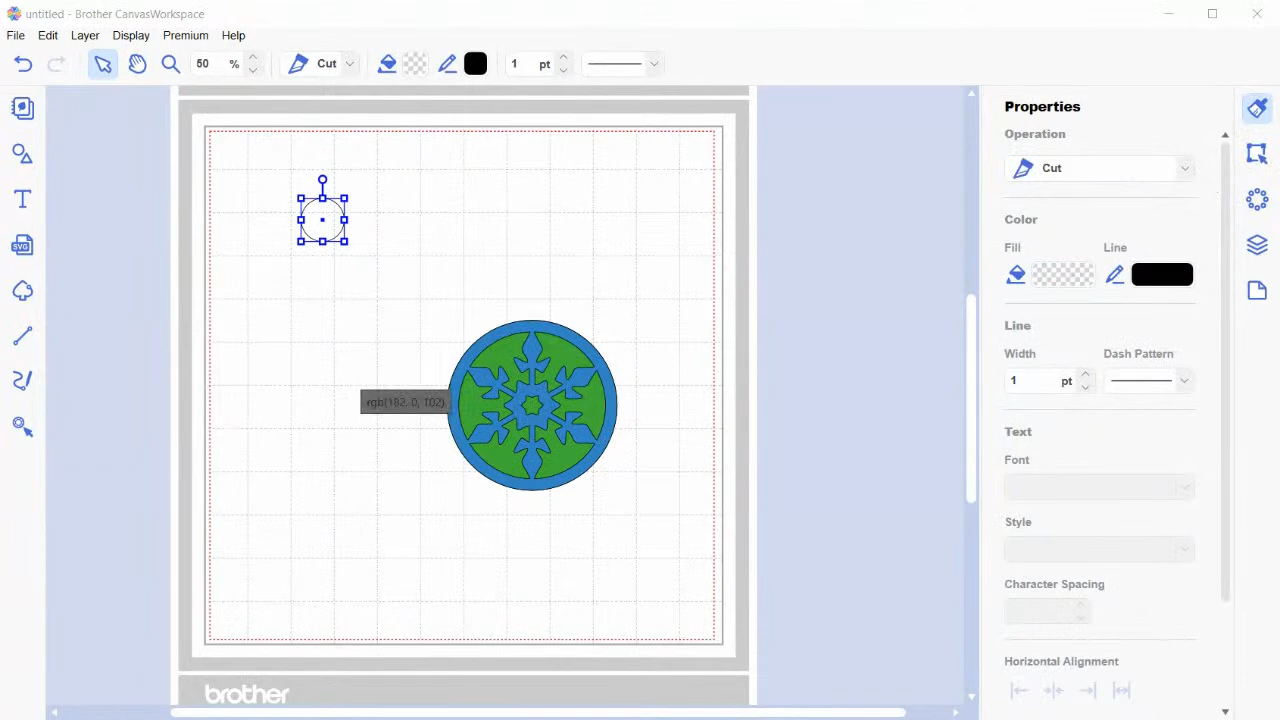 untitled - Brother CanvasWorkspace
File Edit Layer Display Premium Help
50 % Cut 1 pt
Properties
Operation
Cut
Color
Fill Line
Line
Width Dash Pattern
1 pt
rgb(182, 0, 102)
Text
Font
Style
Character Spacing
Horizontal Alignment
brother
SVG